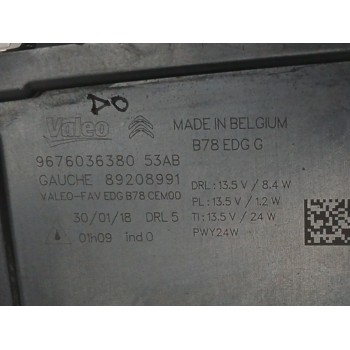 DO
Valeo
MADE IN BELGIUM
B78 EDG G
9676036380 53AB
GAUCHE 89208991
VALEO-FAV EDG B78 CEM00
DRL : 13.5 V / 8.4 W
PL : 13.5 V / 1.2 W
TI : 13.5 V / 24 W
PWY24W
30/01/18 DRL 5
01h09 ind 0